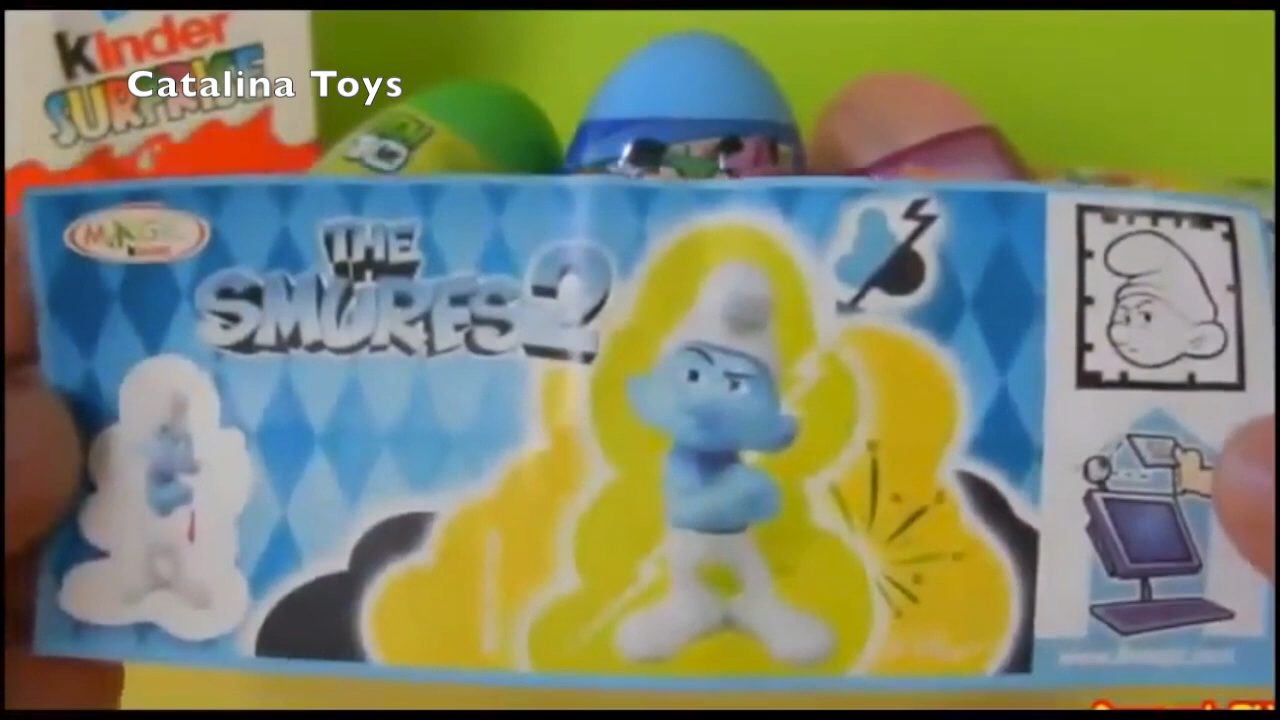 Kinder
SURPRISE
Catalina Toys
MAGIC
THE
SMURFS 2